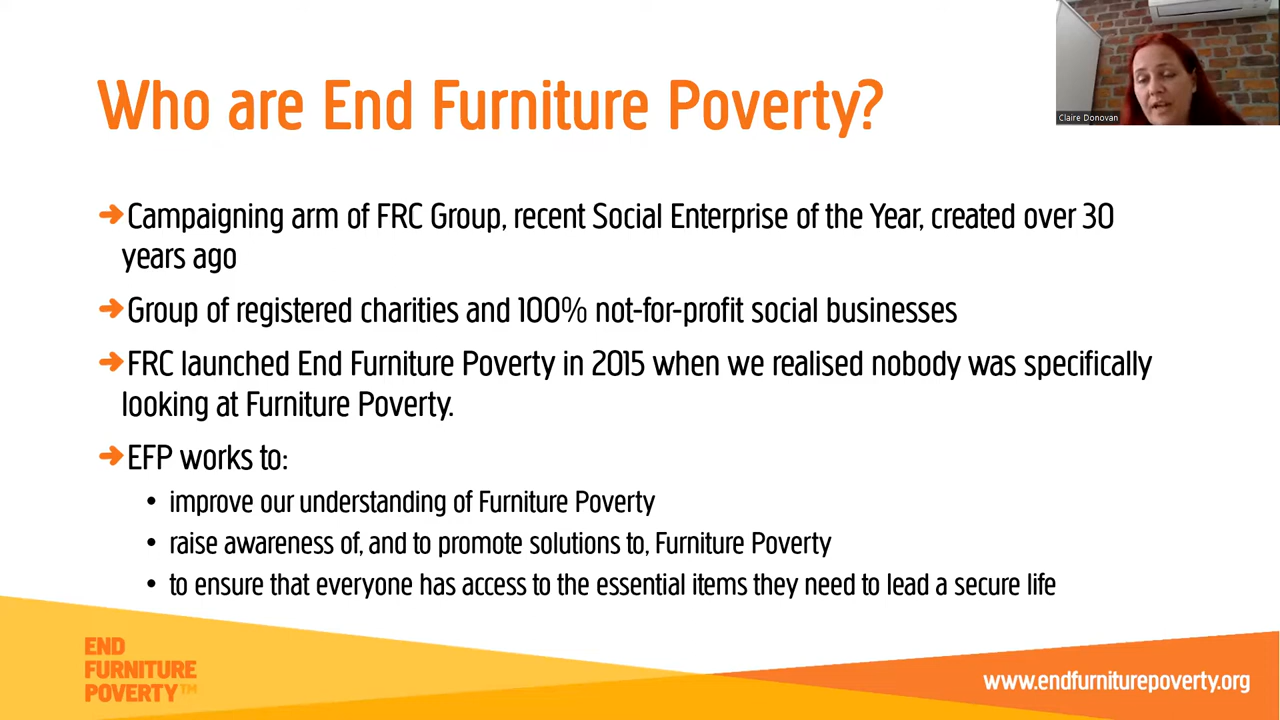 Who are End Furniture Poverty?
Claire Donovan
➔Campaigning arm of FRC Group, recent Social Enterprise of the Year, created over 30
years ago
➔Group of registered charities and 100% not-for-profit social businesses
➔FRC launched End Furniture Poverty in 2015 when we realised nobody was specifically
looking at Furniture Poverty.
➔EFP works to:
• improve our understanding of Furniture Poverty
• raise awareness of, and to promote solutions to, Furniture Poverty
• to ensure that everyone has access to the essential items they need to lead a secure life
END
FURNITURE
POVERTY™
www.endfurniturepoverty.org